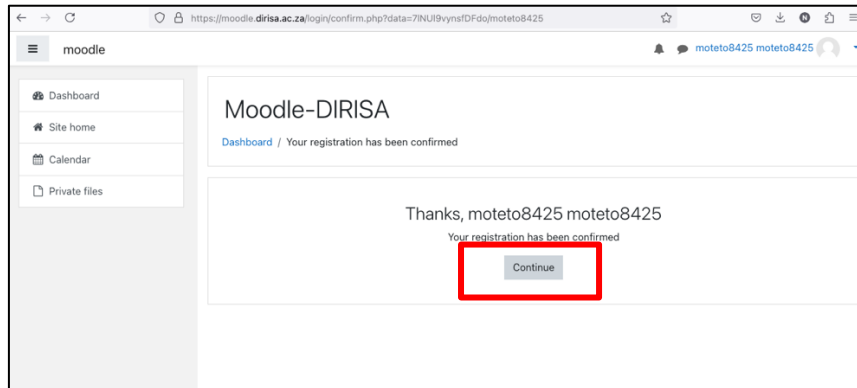 https://moodle.dirisa.ac.za/login/confirm.php?data=7lNUl9vynsfDFdo/moteto8425
moodle
moteto8425 moteto8425
Dashboard
Site home
Calendar
Private files
Moodle-DIRISA
Dashboard / Your registration has been confirmed
Thanks, moteto8425 moteto8425
Your registration has been confirmed
Continue